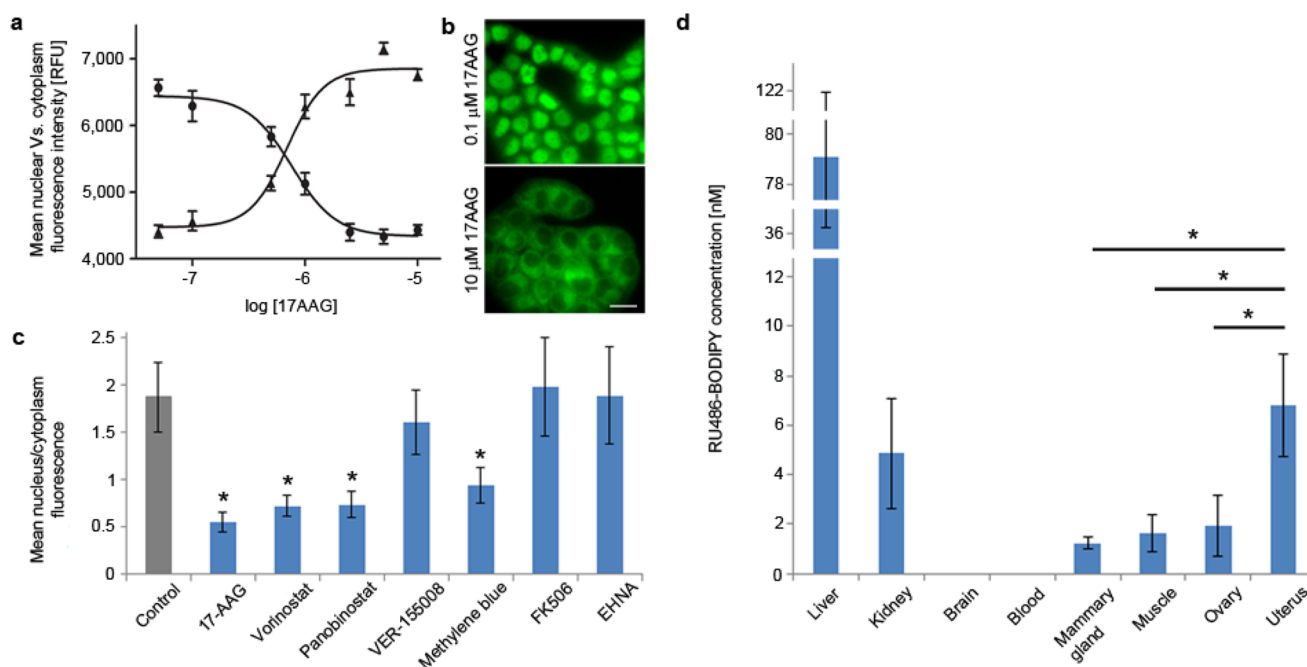 a
Mean nuclear Vs. cytoplasm
fluorescence intensity [RFU]
7,000
6,000
5,000
4,000
-7
-6
-5
log [17AAG]
b
0.1 µM 17AAG
10 µM 17AAG
c
Mean nucleus/cytoplasm
fluorescence
2.5
2
1.5
1
0.5
0
*
*
*
*
Control
17-AAG
Vorinostat
Panobinostat
VER-155008
Methylene blue
FK506
EHNA
d
RU486-BODIPY concentration [nM]
122
80
78
36
12
10
8
6
4
2
0
*
*
*
Liver
Kidney
Brain
Blood
Mammary
gland
Muscle
Ovary
Uterus